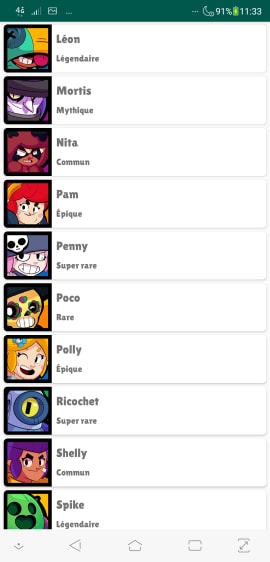 4G ... ... 91% 11:33
Léon
Légendaire
Mortis
Mythique
Nita
Commun
Pam
Épique
Penny
Super rare
Poco
Rare
Polly
Épique
Ricochet
Super rare
Shelly
Commun
Spike
Légendaire